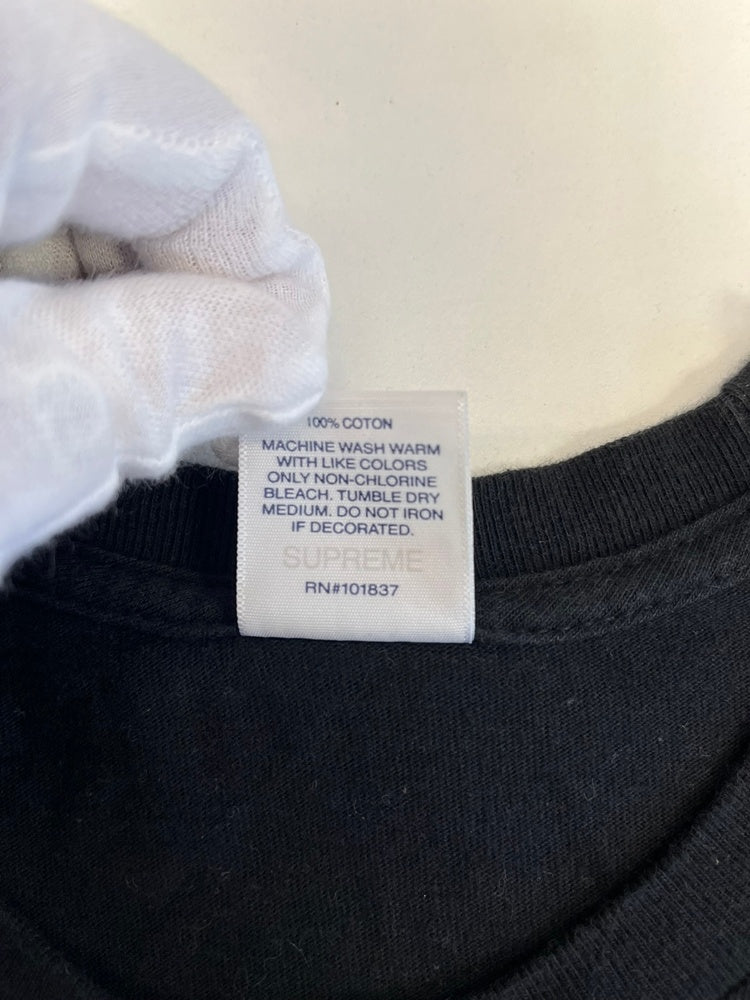 100% COTON
MACHINE WASH WARM
WITH LIKE COLORS
ONLY NON-CHLORINE
BLEACH. TUMBLE DRY
MEDIUM. DO NOT IRON
IF DECORATED.
SUPREME
RN#101837